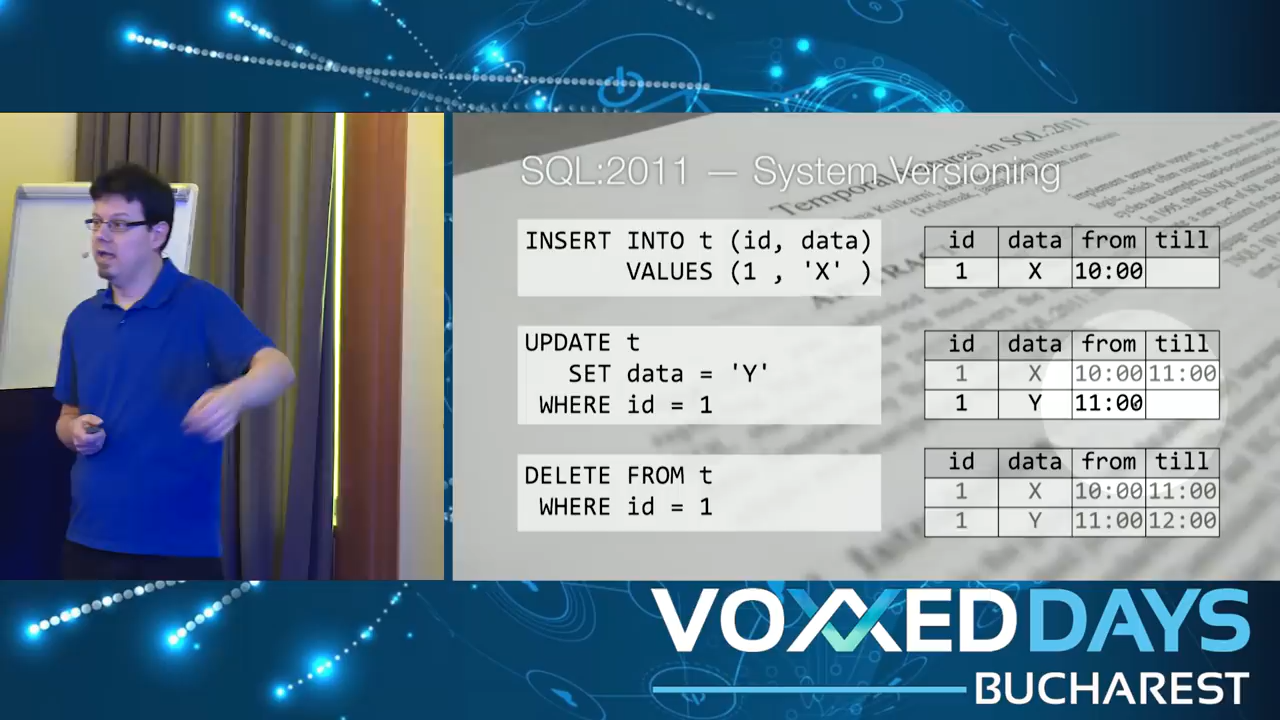 SQL:2011 — System Versioning
INSERT INTO t (id, data)
VALUES (1 , 'X' )
id data from till
1 X 10:00
UPDATE t
SET data = 'Y'
WHERE id = 1
id data from till
1 X 10:00 11:00
1 Y 11:00
DELETE FROM t
WHERE id = 1
id data from till
1 X 10:00 11:00
1 Y 11:00 12:00
VOXXED DAYS
BUCHAREST